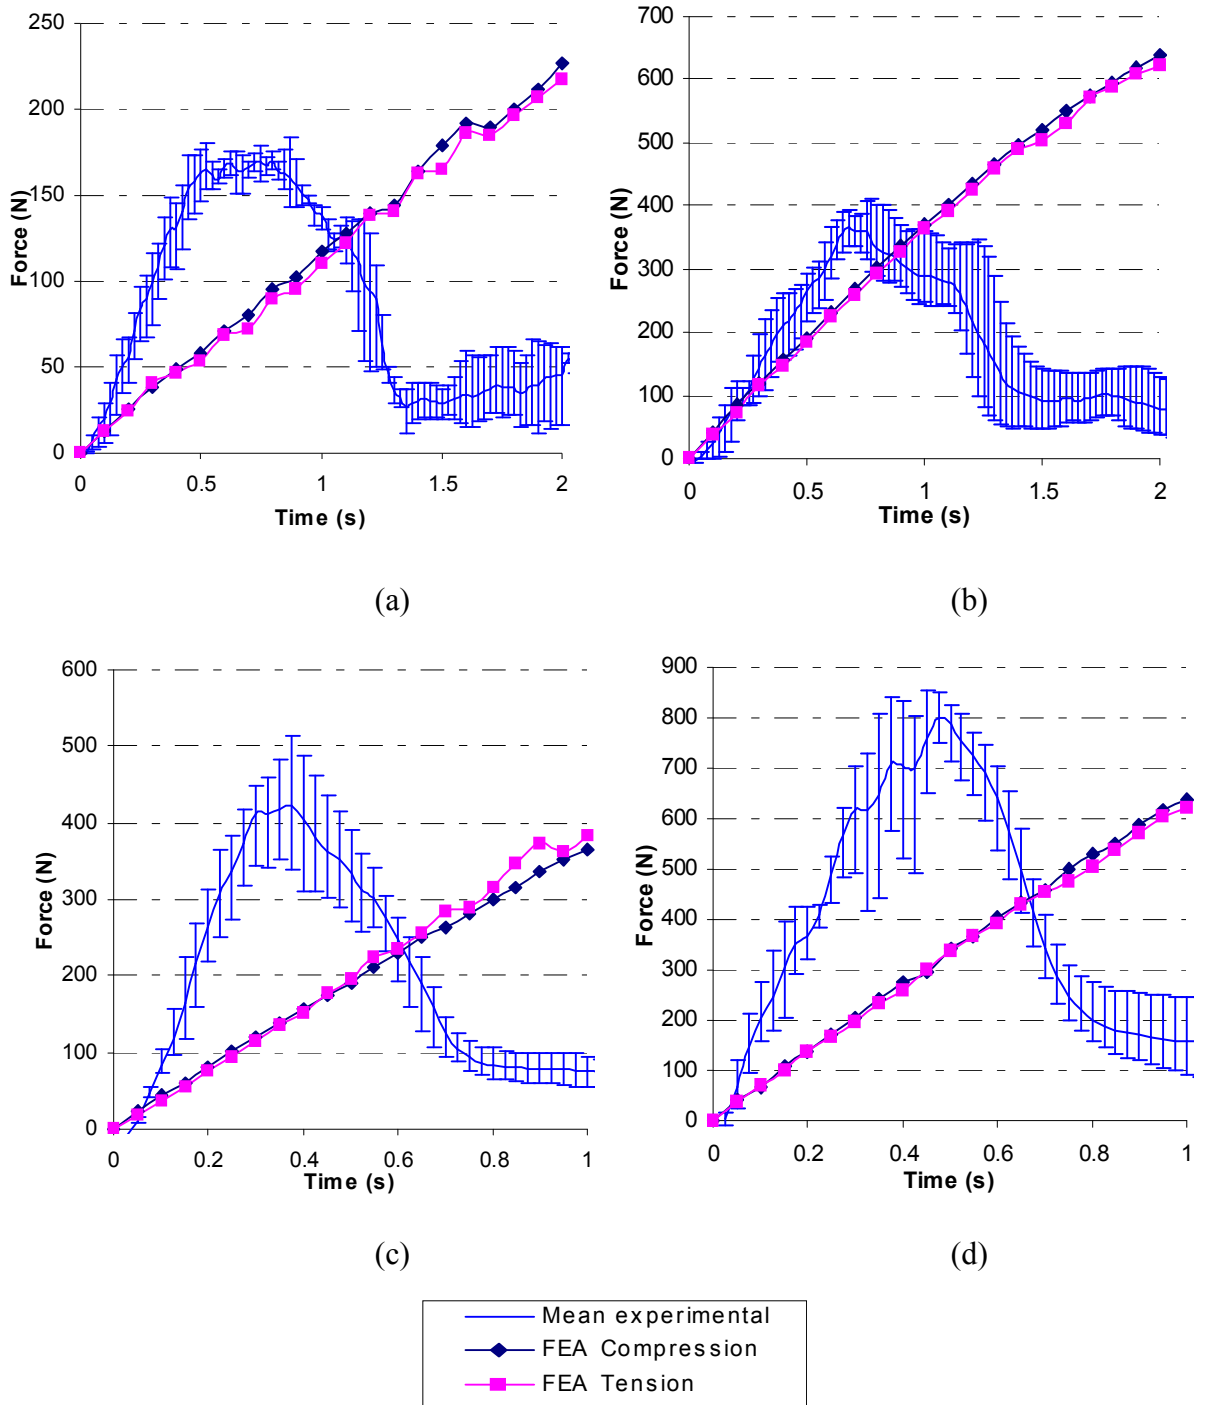 250
200
150
100
50
0
Force (N)
0 0.5 1 1.5 2
Time (s)
(a)
700
600
500
400
300
200
100
0
Force (N)
0 0.5 1 1.5 2
Time (s)
(b)
600
500
400
300
200
100
0
Force (N)
0 0.2 0.4 0.6 0.8 1
Time (s)
(c)
900
800
700
600
500
400
300
200
100
0
Force (N)
0 0.2 0.4 0.6 0.8 1
Time (s)
(d)
Mean experimental
FEA Compression
FEA Tension